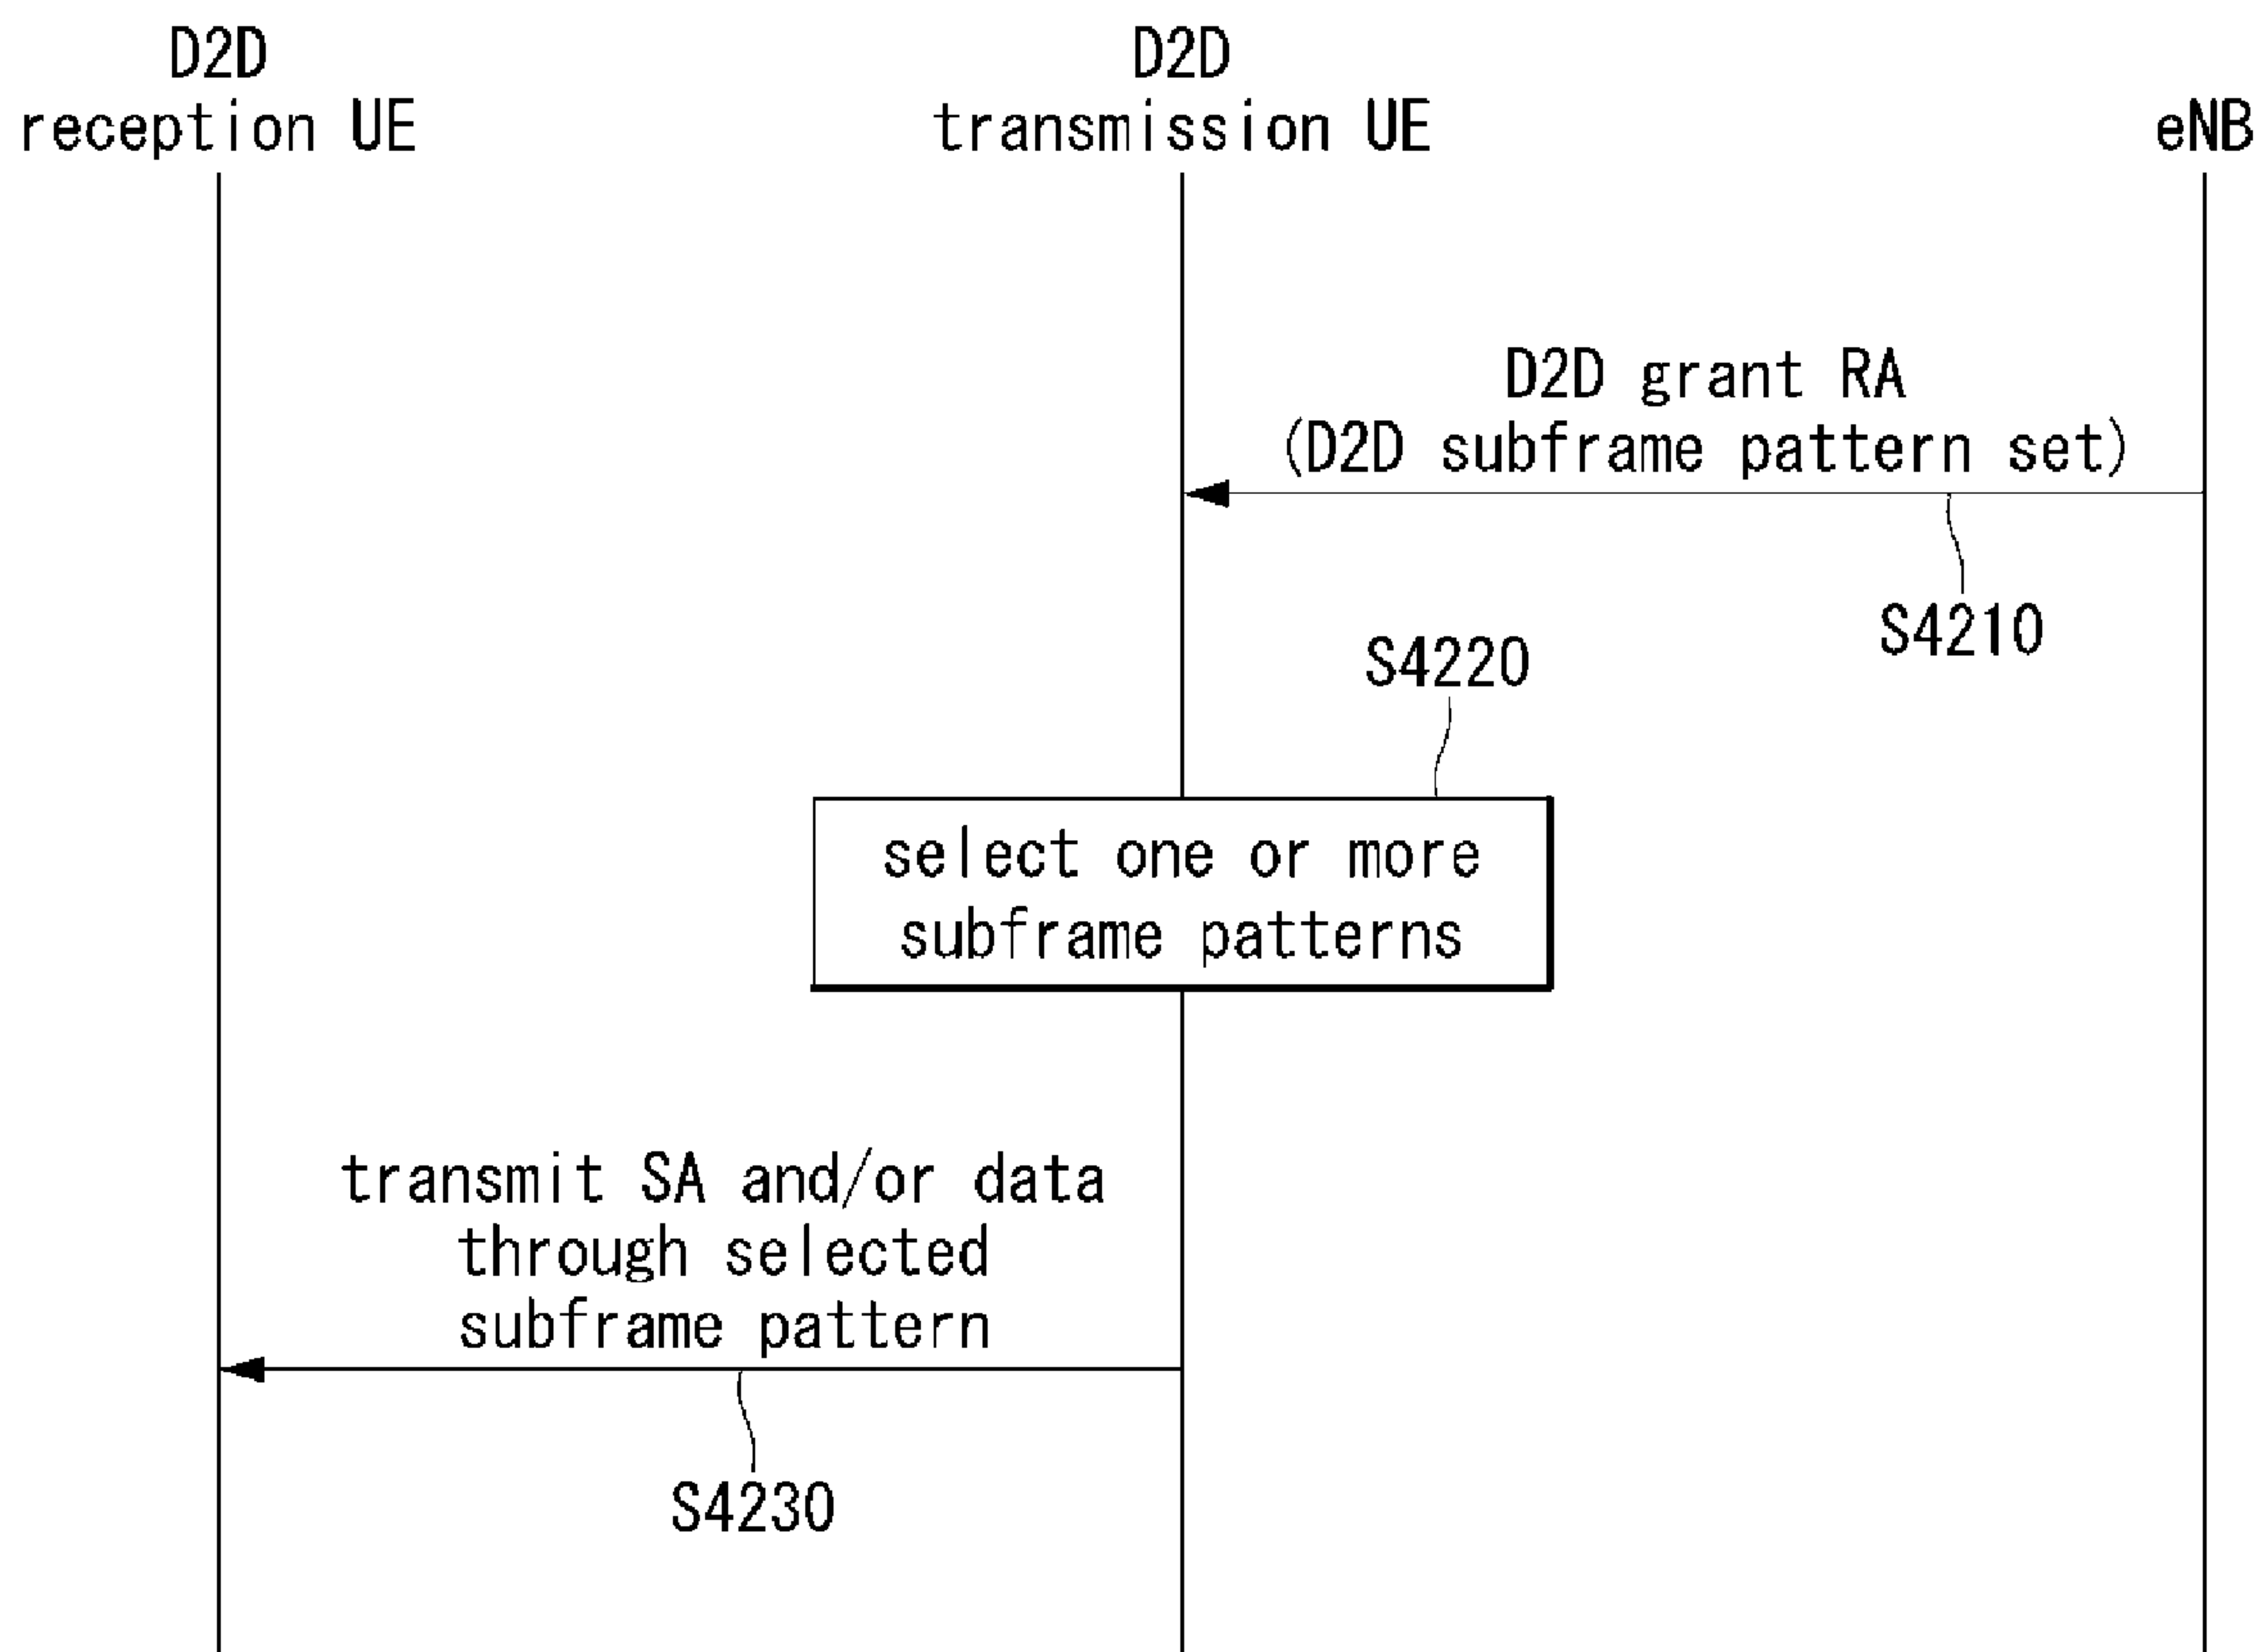 D2D
reception UE
D2D
transmission UE
eNB
D2D grant RA
(D2D subframe pattern set)
S4210
S4220
select one or more
subframe patterns
transmit SA and/or data
through selected
subframe pattern
S4230